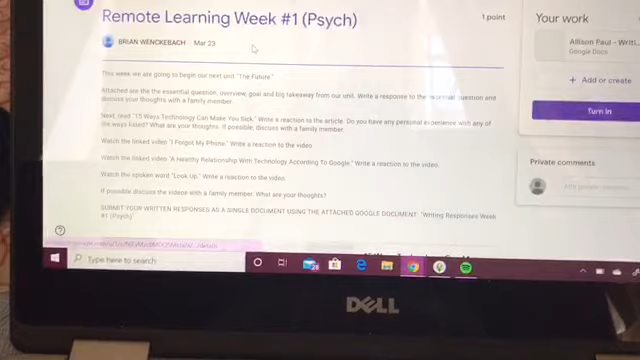 Remote Learning Week #1 (Psych)
1 point
BRIAN WENCKEBACH Mar 23
This week we are going to begin our next unit "The Future."
Attached are the the essential question, overview, goal and big takeaway from our unit. Write a response to the essential question and
discuss your thoughts with a family member.
Next, read "15 Ways Technology Can Make You Sick." Write a reaction to the article. Do you have any personal experience with any of
the ways listed? What are your thoughts. If possible, discuss with a family member.
Watch the linked video "I Forgot My Phone." Write a reaction to the video.
Watch the linked video "A Healthy Relationship With Technology According To Google." Write a reaction to the video.
Watch the spoken word "Look Up." Write a reaction to the video.
If possible discuss the videos with a family member. What are your thoughts?
SUBMIT YOUR WRITTEN RESPONSES AS A SINGLE DOCUMENT USING THE ATTACHED GOOGLE DOCUMENT: "Writing Responses Week
#1 (Psych)"
Your work
Allison Paul - Writi...
Google Docs
+ Add or create
Turn in
Private comments
Add private comment
Type here to search
28
DELL